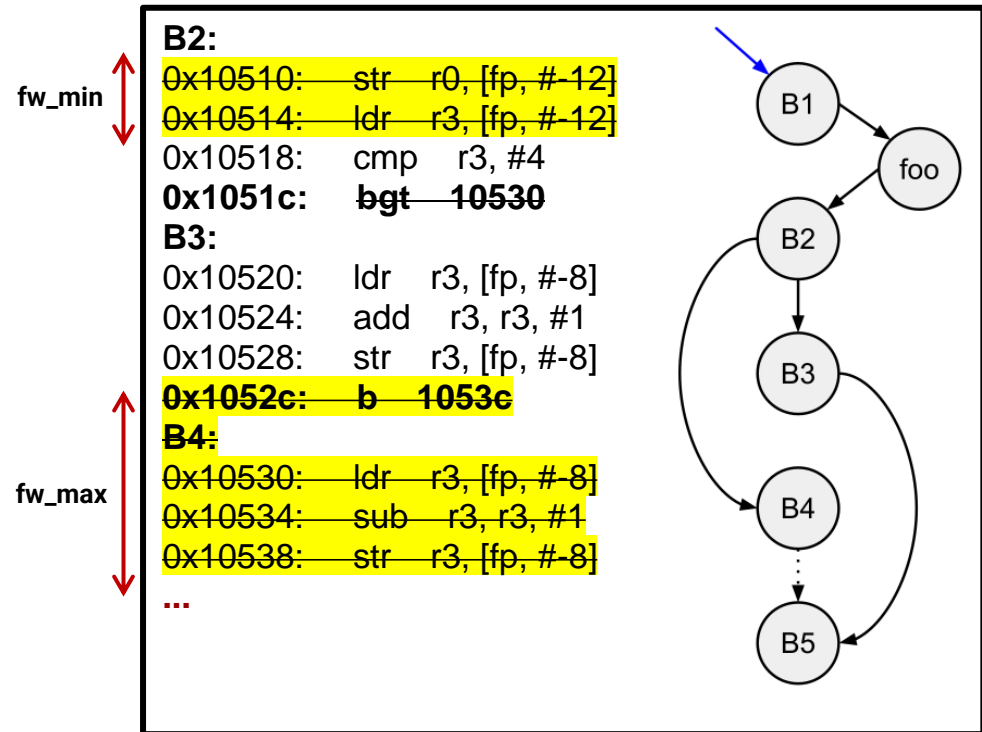 B2:
fw_min
0x10510: str r0, [fp, #-12]
0x10514: ldr r3, [fp, #-12]
0x10518: cmp r3, #4
0x1051c: bgt 10530
B3:
0x10520: ldr r3, [fp, #-8]
0x10524: add r3, r3, #1
0x10528: str r3, [fp, #-8]
0x1052c: b 1053c
B4:
fw_max
0x10530: ldr r3, [fp, #-8]
0x10534: sub r3, r3, #1
0x10538: str r3, [fp, #-8]
...
B1
foo
B2
B3
B4
B5